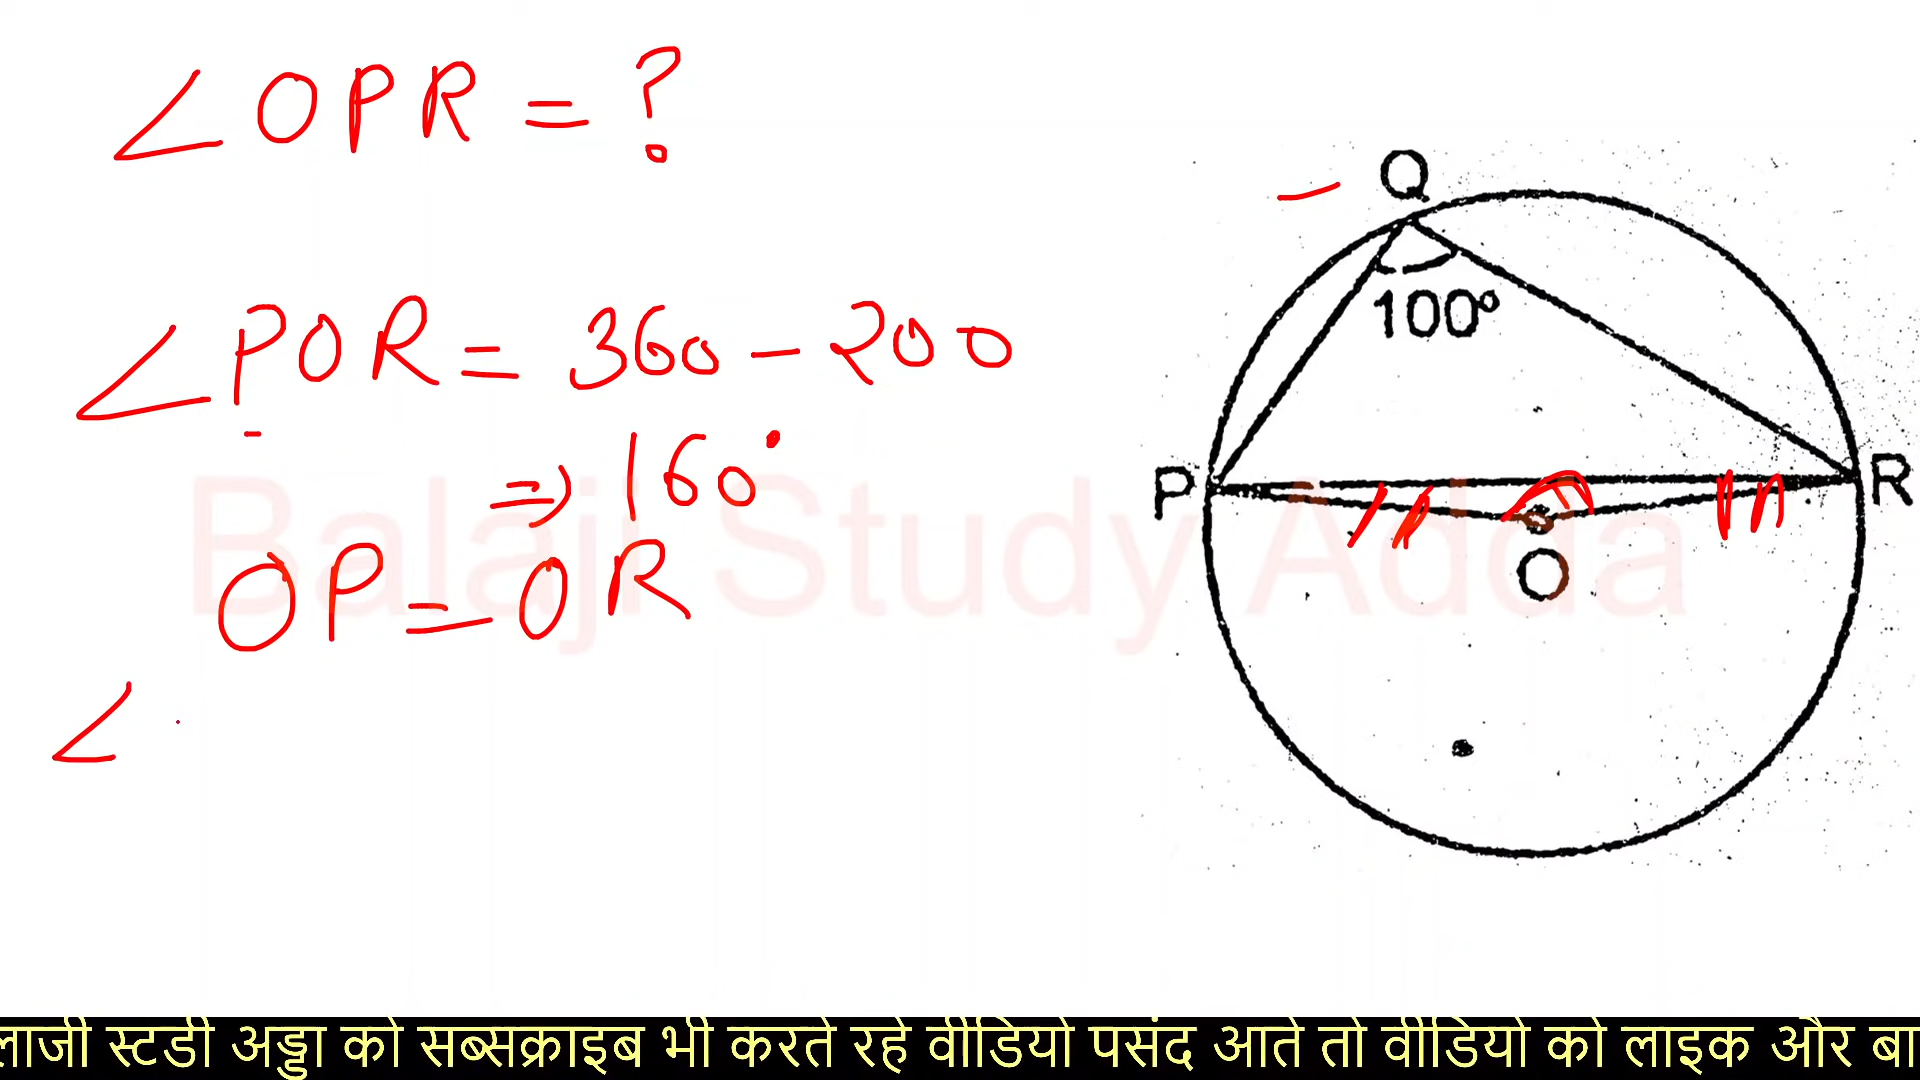 ∠OPR = ?
∠POR = 360 - 200
⇒ 160°
OP = OR
∠
Q
100°
P
R
O
Balaji Study Adda
लाजी स्टडी अड्डा को सब्सक्राइब भी करते रहे वीडियो पसंद आते तो वीडियो को लाइक और बा